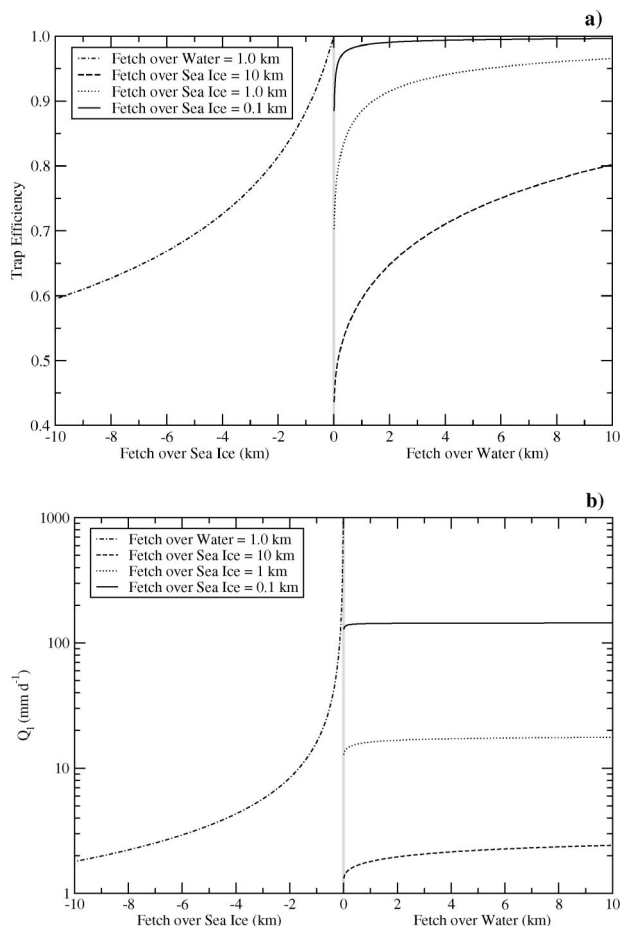 a)
1.0
0.9
0.8
0.7
0.6
0.5
0.4
Trap Efficiency
Fetch over Water = 1.0 km
Fetch over Sea Ice = 10 km
Fetch over Sea Ice = 1.0 km
Fetch over Sea Ice = 0.1 km
-10 -8 -6 -4 -2 0 2 4 6 8 10
Fetch over Sea Ice (km) Fetch over Water (km)
b)
1000
100
10
1
Q1 (mm d-1)
Fetch over Water = 1.0 km
Fetch over Sea Ice = 10 km
Fetch over Sea Ice = 1 km
Fetch over Sea Ice = 0.1 km
-10 -8 -6 -4 -2 0 2 4 6 8 10
Fetch over Sea Ice (km) Fetch over Water (km)